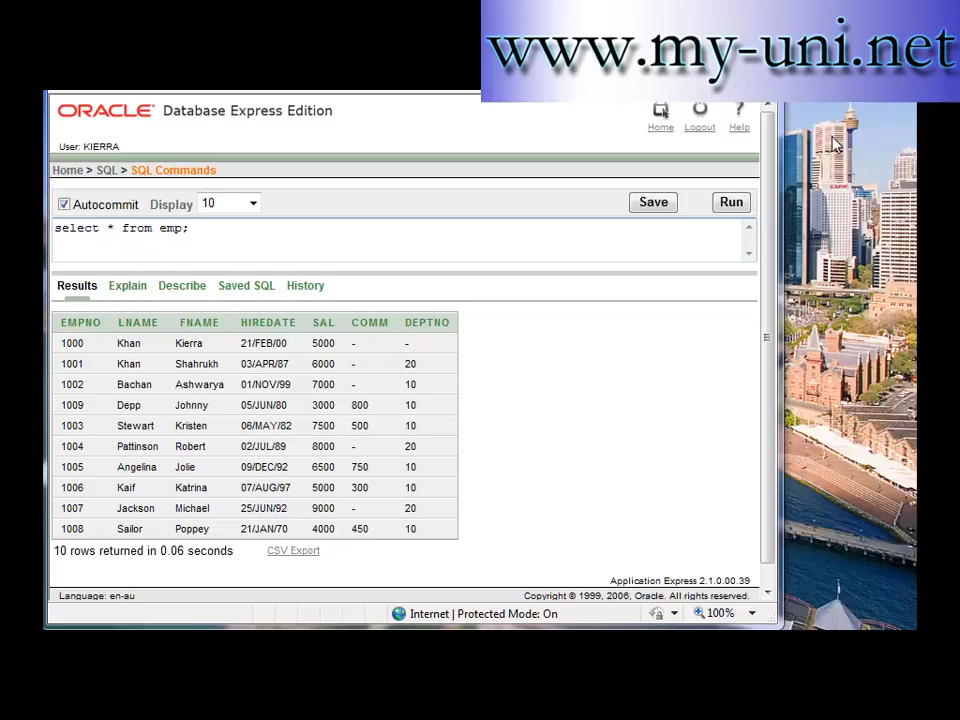 www.my-uni.net
ORACLE® Database Express Edition
Home Logout Help
User: KIERRA
Home > SQL > SQL Commands
Autocommit Display 10 Save Run
select * from emp;
Results Explain Describe Saved SQL History
EMPNO LNAME FNAME HIREDATE SAL COMM DEPTNO
1000 Khan Kierra 21/FEB/00 5000 - -
1001 Khan Shahrukh 03/APR/87 6000 - 20
1002 Bachan Ashwarya 01/NOV/99 7000 - 10
1009 Depp Johnny 05/JUN/80 3000 800 10
1003 Stewart Kristen 06/MAY/82 7500 500 10
1004 Pattinson Robert 02/JUL/89 8000 - 20
1005 Angelina Jolie 09/DEC/92 6500 750 10
1006 Kaif Katrina 07/AUG/97 5000 300 10
1007 Jackson Michael 25/JUN/92 9000 - 20
1008 Sailor Poppey 21/JAN/70 4000 450 10
10 rows returned in 0.06 seconds CSV Export
Application Express 2.1.0.00.39
Language: en-au Copyright © 1999, 2006, Oracle. All rights reserved.
Internet | Protected Mode: On 100%